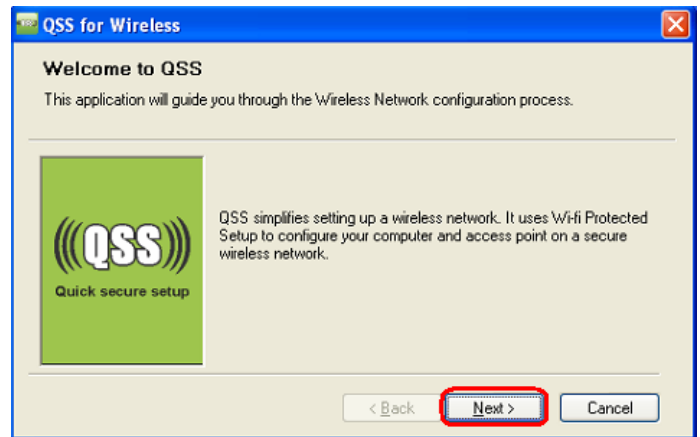 QSS for Wireless
Welcome to QSS
This application will guide you through the Wireless Network configuration process.
(((QSS)))
Quick secure setup
QSS simplifies setting up a wireless network. It uses Wi-fi Protected
Setup to configure your computer and access point on a secure
wireless network.
< Back
Next >
Cancel